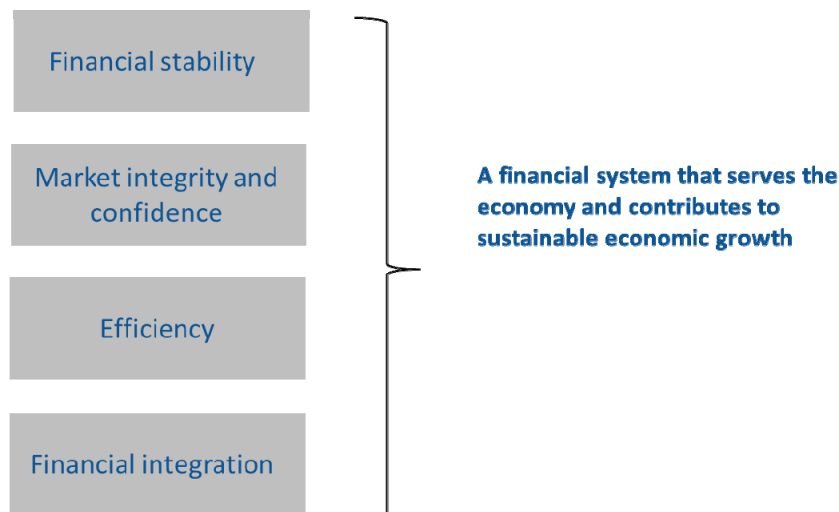 Financial stability
Market integrity and
confidence
Efficiency
Financial integration
A financial system that serves the
economy and contributes to
sustainable economic growth